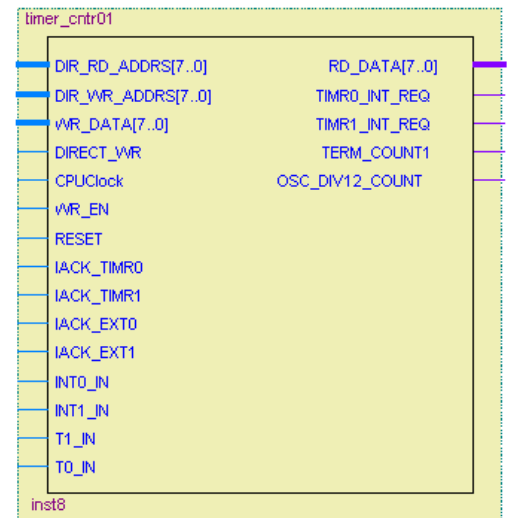 timer_cntr01
DIR_RD_ADDRS[7..0] RD_DATA[7..0]
DIR_WR_ADDRS[7..0] TIMR0_INT_REQ
WR_DATA[7..0] TIMR1_INT_REQ
DIRECT_WR TERM_COUNT1
CPUClock OSC_DIV12_COUNT
WR_EN
RESET
IACK_TIMR0
IACK_TIMR1
IACK_EXT0
IACK_EXT1
INT0_IN
INT1_IN
T1_IN
T0_IN
inst8